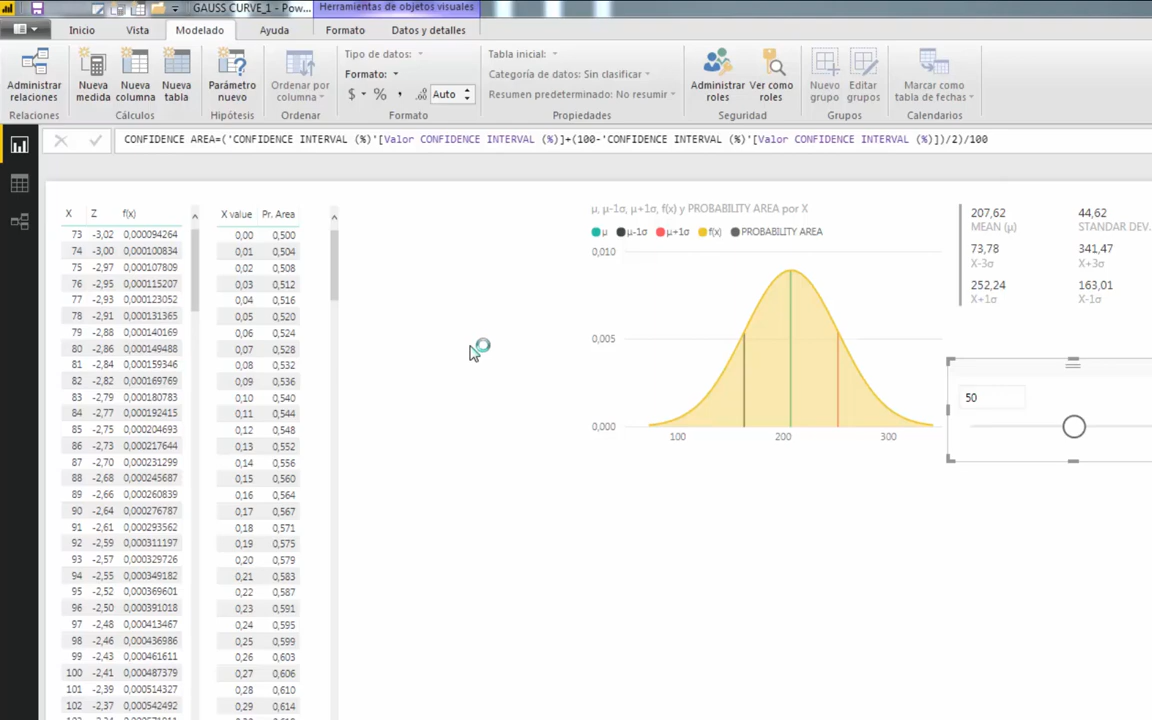 GAUSS CURVE_1 - Pow...
Herramientas de objetos visuales
Inicio
Vista
Modelado
Ayuda
Formato
Datos y detalles
Administrar relaciones
Relaciones
Nueva medida
Nueva columna
Nueva tabla
Cálculos
Parámetro nuevo
Hipótesis
Ordenar por columna
Ordenar
Tipo de datos:
Formato:
$ % , Auto
Formato
Tabla inicial:
Categoría de datos: Sin clasificar
Resumen predeterminado: No resumir
Propiedades
Administrar roles
Ver como roles
Seguridad
Nuevo grupo
Editar grupos
Grupos
Marcar como tabla de fechas
Calendarios
CONFIDENCE AREA=('CONFIDENCE INTERVAL (%)'[Valor CONFIDENCE INTERVAL (%)]+(100-'CONFIDENCE INTERVAL (%)'[Valor CONFIDENCE INTERVAL (%)])/2)/100
X Z f(x)
73 -3,02 0,000094264
74 -3,00 0,000100834
75 -2,97 0,000107809
76 -2,95 0,000115207
77 -2,93 0,000123052
78 -2,91 0,000131365
79 -2,88 0,000140169
80 -2,86 0,000149488
81 -2,84 0,000159346
82 -2,82 0,000169769
83 -2,79 0,000180783
84 -2,77 0,000192415
85 -2,75 0,000204693
86 -2,73 0,000217644
87 -2,70 0,000231299
88 -2,68 0,000245687
89 -2,66 0,000260839
90 -2,64 0,000276787
91 -2,61 0,000293562
92 -2,59 0,000311197
93 -2,57 0,000329726
94 -2,55 0,000349182
95 -2,52 0,000369601
96 -2,50 0,000391018
97 -2,48 0,000413467
98 -2,46 0,000436986
99 -2,43 0,000461611
100 -2,41 0,000487379
101 -2,39 0,000514327
102 -2,37 0,000542492
X value Pr. Area
0,00 0,500
0,01 0,504
0,02 0,508
0,03 0,512
0,04 0,516
0,05 0,520
0,06 0,524
0,07 0,528
0,08 0,532
0,09 0,536
0,10 0,540
0,11 0,544
0,12 0,548
0,13 0,552
0,14 0,556
0,15 0,560
0,16 0,564
0,17 0,567
0,18 0,571
0,19 0,575
0,20 0,579
0,21 0,583
0,22 0,587
0,23 0,591
0,24 0,595
0,25 0,599
0,26 0,603
0,27 0,606
0,28 0,610
0,29 0,614
μ, μ-1σ, μ+1σ, f(x) y PROBABILITY AREA por X
μ μ-1σ μ+1σ f(x) PROBABILITY AREA
0,010
0,005
0,000
100 200 300
207,62
MEAN (μ)
44,62
STANDAR DEV.
73,78
X-3σ
341,47
X+3σ
252,24
X+1σ
163,01
X-1σ
50